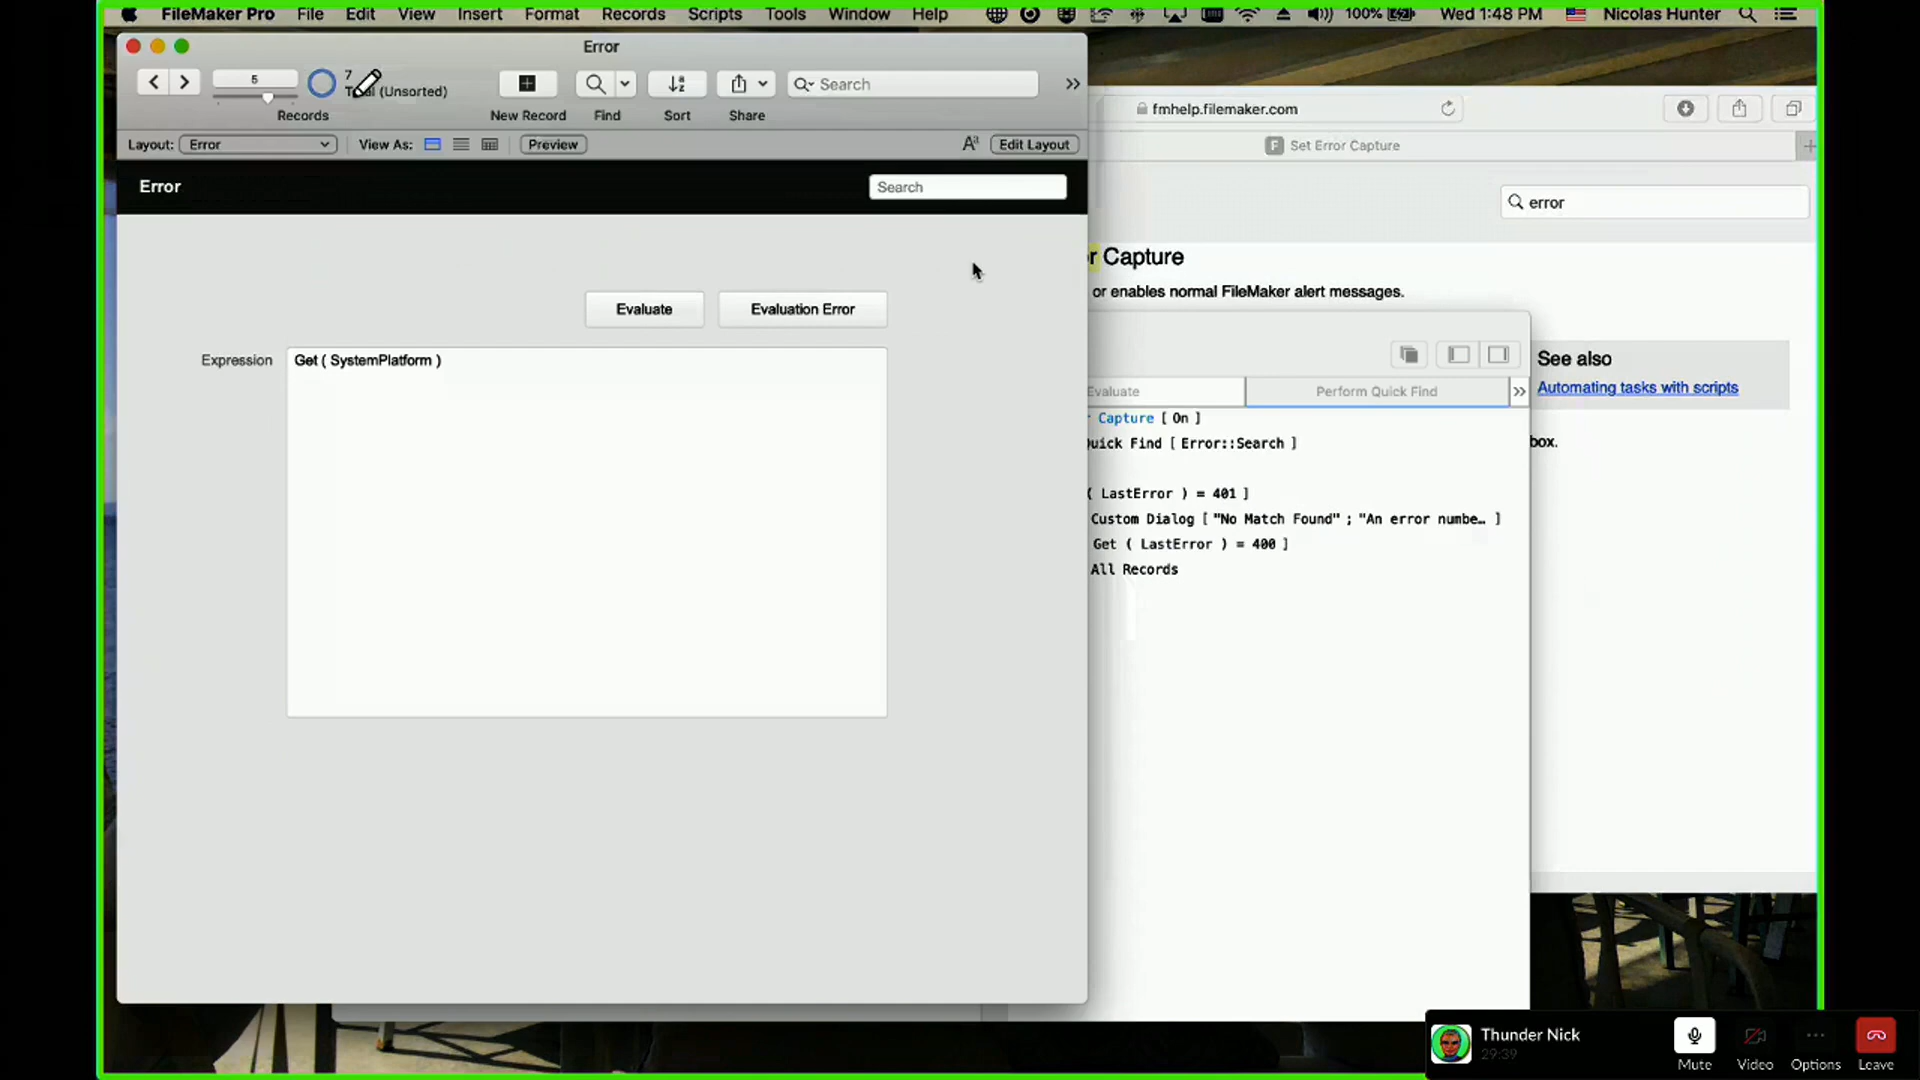 FileMaker Pro File Edit View Insert Format Records Scripts Tools Window Help 100% Wed 1:48 PM Nicolas Hunter
Error
5
7
(Unsorted)
Search
Records New Record Find Sort Share
Layout: Error View As: Preview Aa Edit Layout
Error
Search
Evaluate Evaluation Error
Expression Get ( SystemPlatform )
fmhelp.filemaker.com
Set Error Capture
error
r Capture
or enables normal FileMaker alert messages.
See also
Automating tasks with scripts
box.
Evaluate Perform Quick Find
r Capture [ On ]
Quick Find [ Error::Search ]
( LastError ) = 401 ]
Custom Dialog [ "No Match Found" ; "An error numbe… ]
Get ( LastError ) = 400 ]
All Records
Thunder Nick
29:39
Mute Video Options Leave